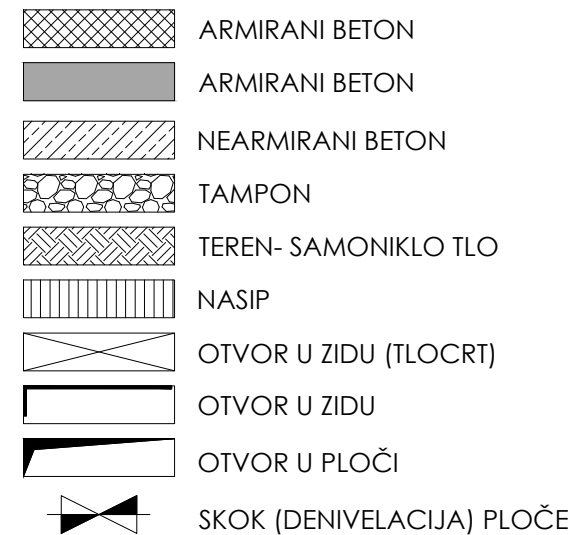 ARMIRANI BETON
ARMIRANI BETON
NEARMIRANI BETON
TAMPON
TEREN- SAMONIKLO TLO
NASIP
OTVOR U ZIDU (TLOCRT)
OTVOR U ZIDU
OTVOR U PLOČI
SKOK (DENIVELACIJA) PLOČE